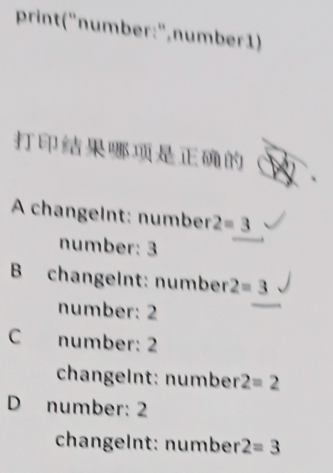 print("number:",number1)
打印结果哪项是正确的
A changeInt: number2= 3
number: 3
B changeInt: number2= 3
number: 2
C number: 2
changeInt: number2= 2
D number: 2
changeInt: number2= 3